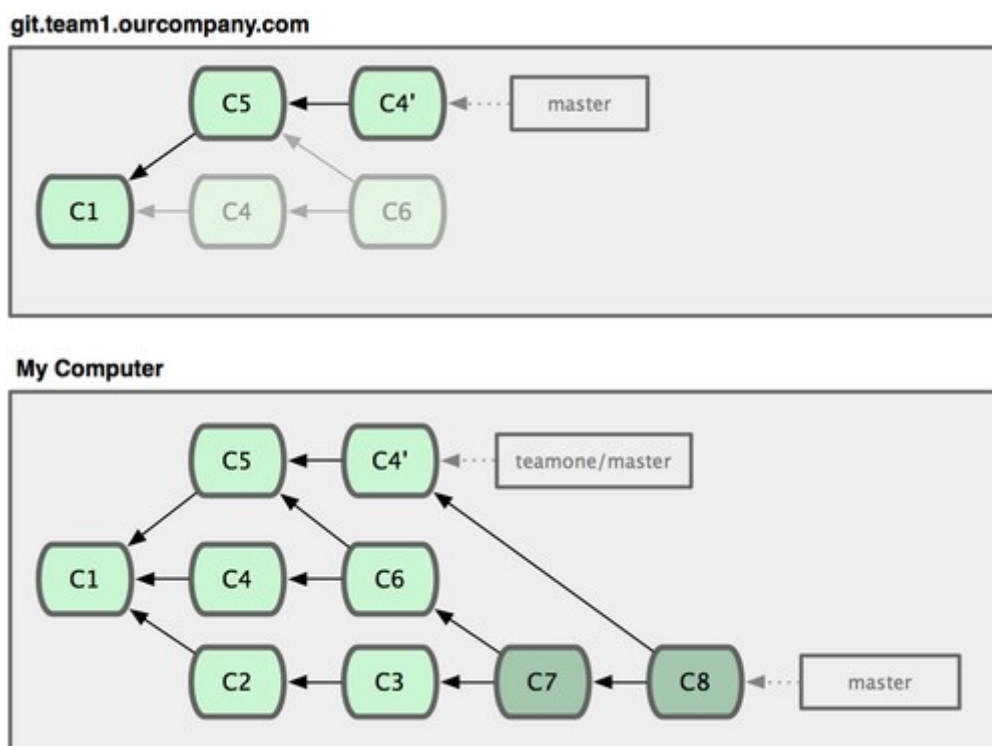 git.team1.ourcompany.com
C5 C4' master
C1 C4 C6
My Computer
C5 C4' teamone/master
C1 C4 C6
C2 C3 C7 C8 master